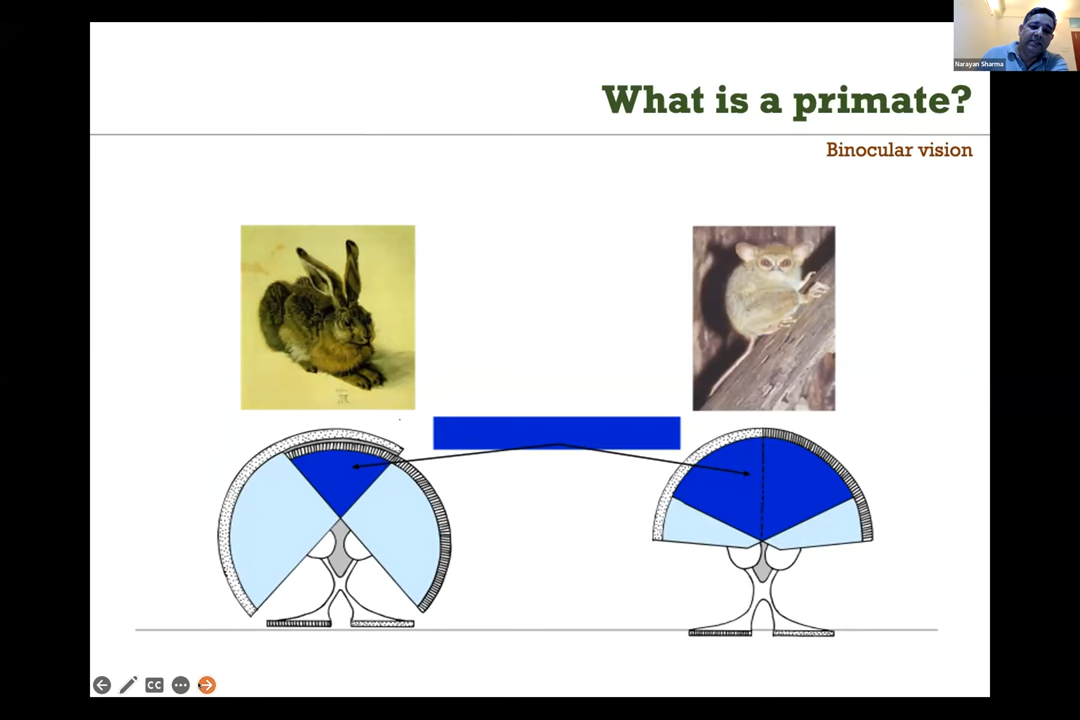 Narayan Sharma
What is a primate?
Binocular vision
CC